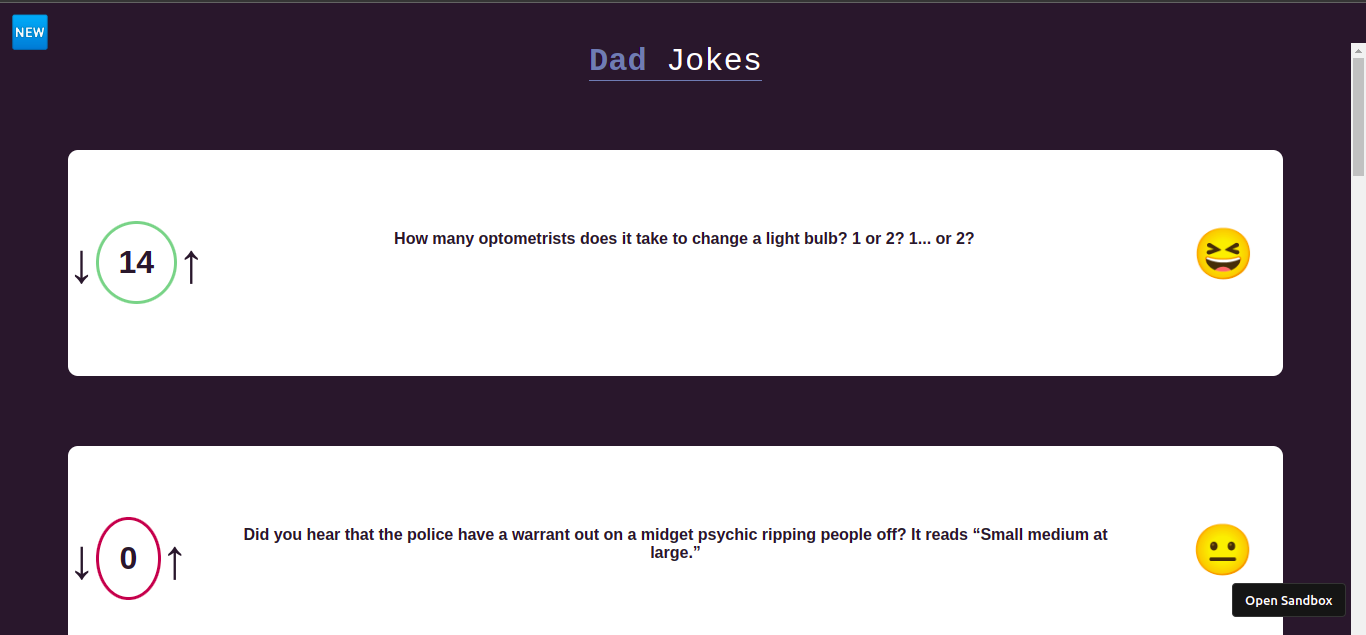 NEW
Dad Jokes
↓ 14 ↑
How many optometrists does it take to change a light bulb? 1 or 2? 1... or 2?
↓ 0 ↑
Did you hear that the police have a warrant out on a midget psychic ripping people off? It reads “Small medium at
large.”
Open Sandbox